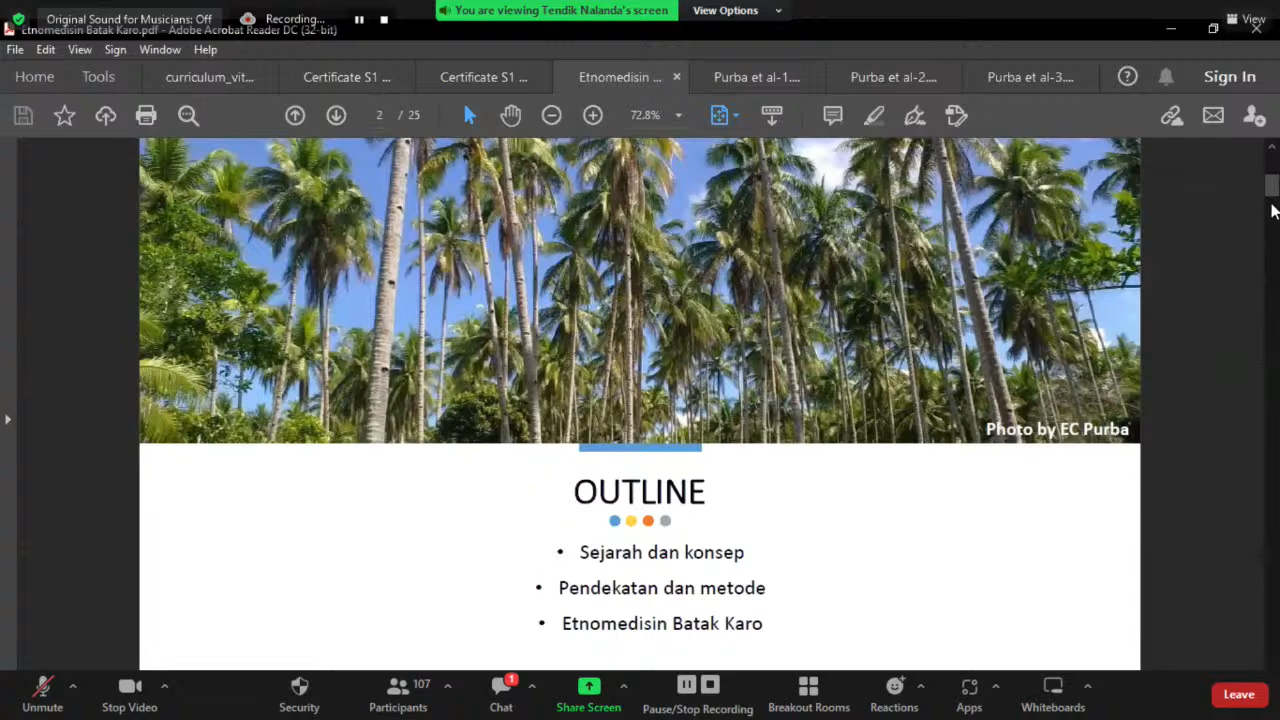 Original Sound for Musicians: Off
Recording...
You are viewing Tendik Nalanda's screen
View Options
View
Etnomedisin Batak Karo.pdf - Adobe Acrobat Reader DC (32-bit)
File Edit View Sign Window Help
Home Tools curriculum_vit... Certificate S1 ... Certificate S1 ... Etnomedisin ... Purba et al-1.... Purba et al-2.... Purba et al-3.... Sign In
2 / 25 72.8%
Photo by EC Purba
OUTLINE
• Sejarah dan konsep
• Pendekatan dan metode
• Etnomedisin Batak Karo
107 1
Unmute Stop Video Security Participants Chat Share Screen Pause/Stop Recording Breakout Rooms Reactions Apps Whiteboards Leave